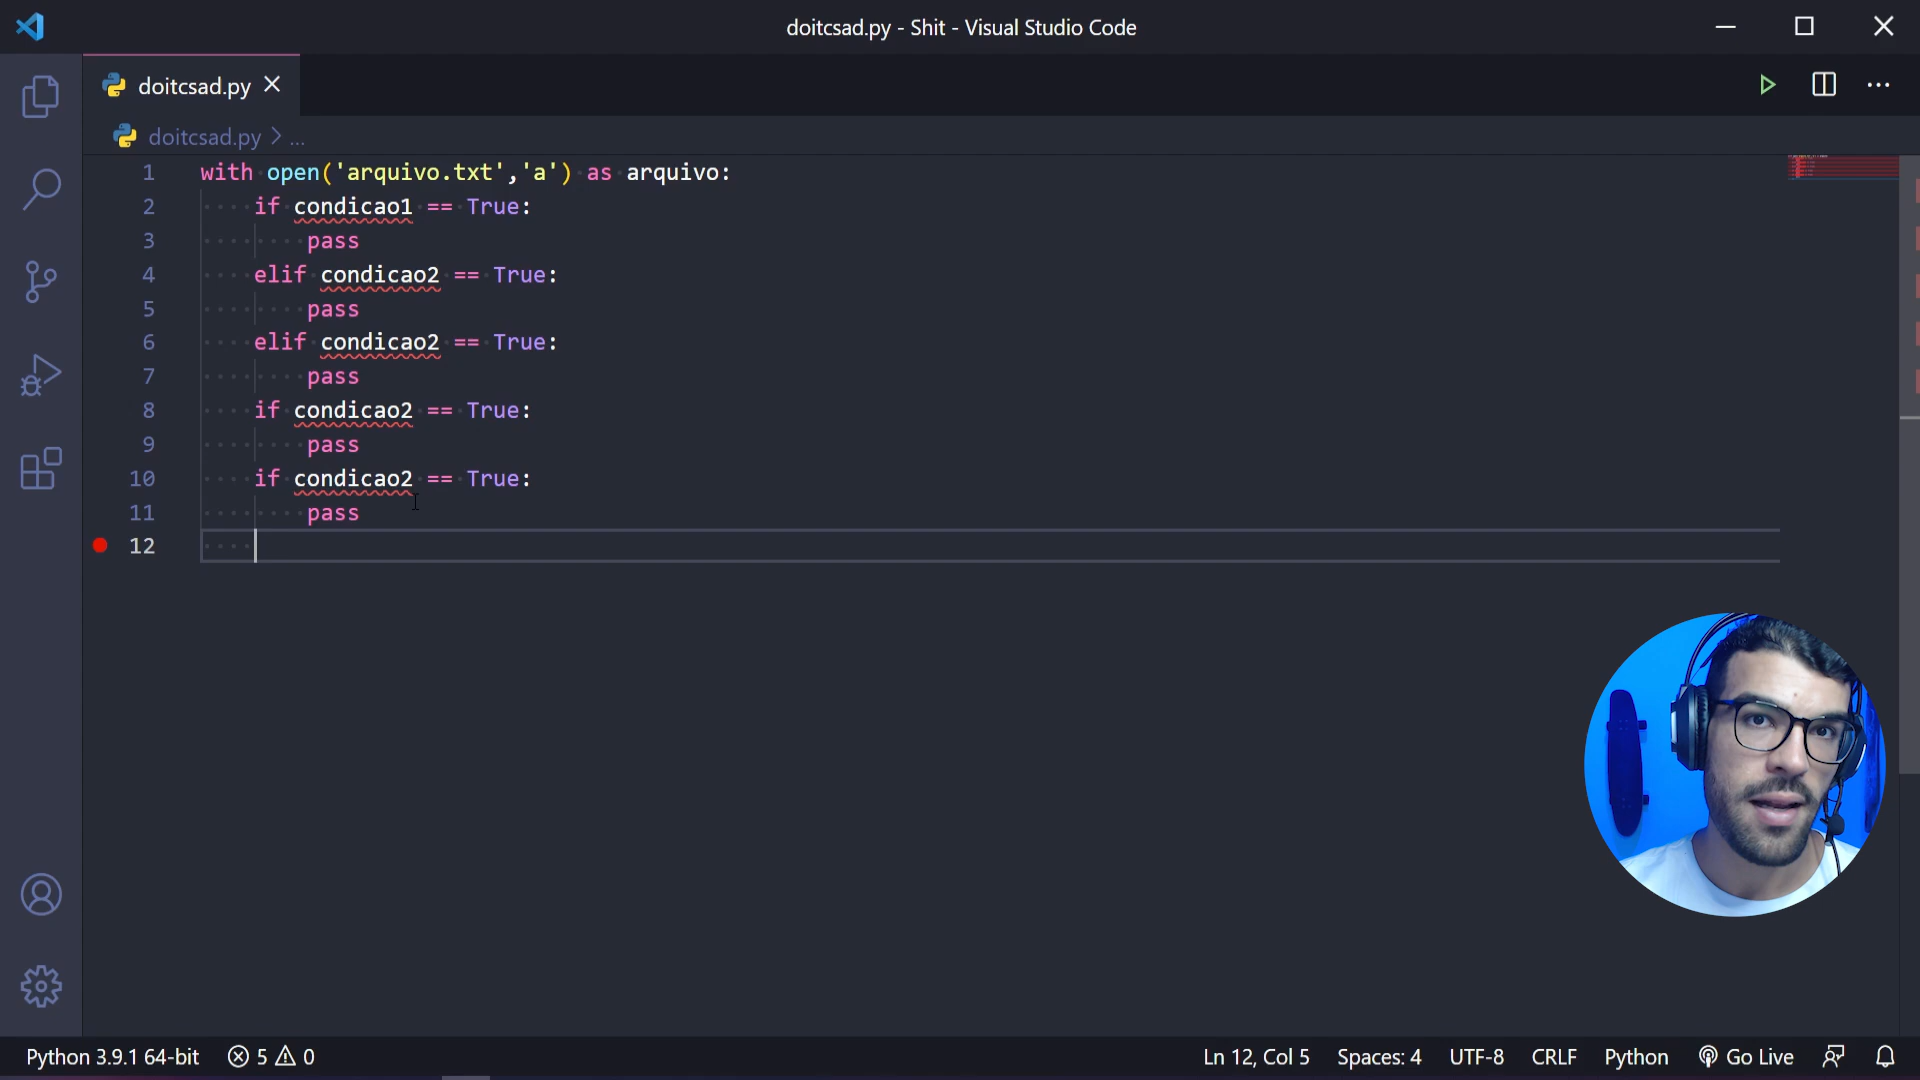 doitcsad.py - Shit - Visual Studio Code
doitcsad.py
doitcsad.py > ...
1 with open('arquivo.txt','a') as arquivo:
2 if condicao1 == True:
3 pass
4 elif condicao2 == True:
5 pass
6 elif condicao2 == True:
7 pass
8 if condicao2 == True:
9 pass
10 if condicao2 == True:
11 pass
12
Python 3.9.1 64-bit 5 0 Ln 12, Col 5 Spaces: 4 UTF-8 CRLF Python Go Live